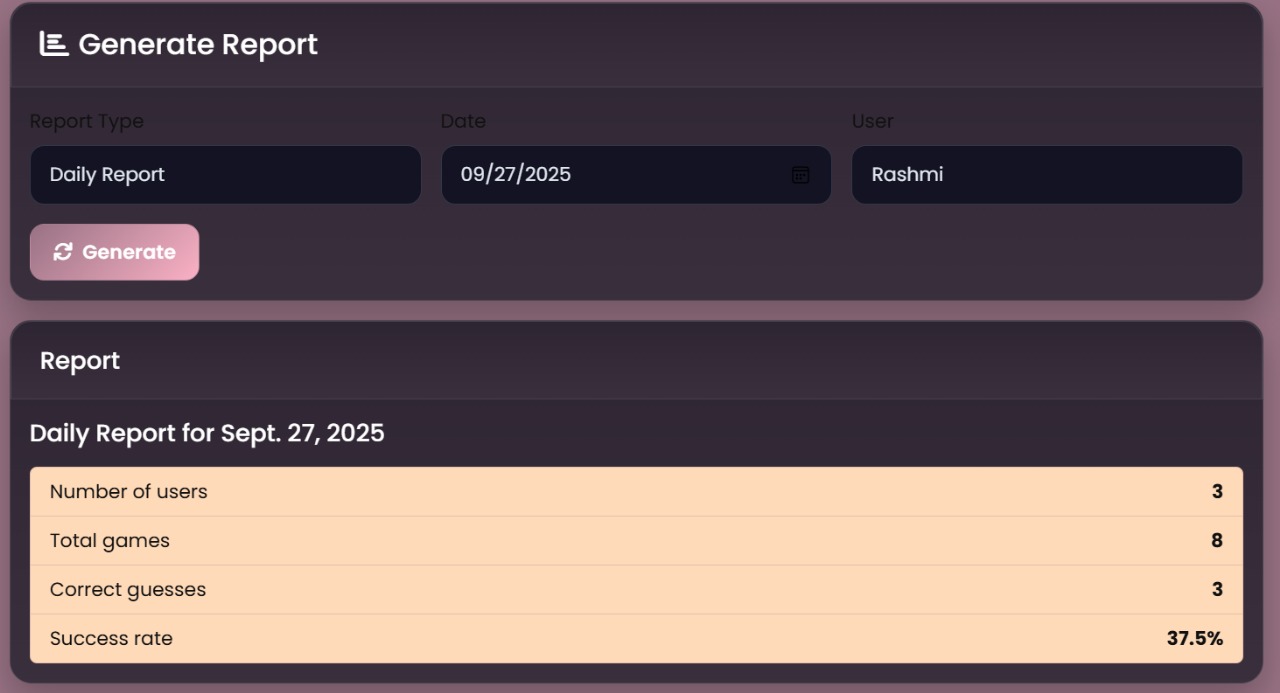 Generate Report
Report Type Date User
Daily Report 09/27/2025 Rashmi
Generate
Report
Daily Report for Sept. 27, 2025
Number of users 3
Total games 8
Correct guesses 3
Success rate 37.5%